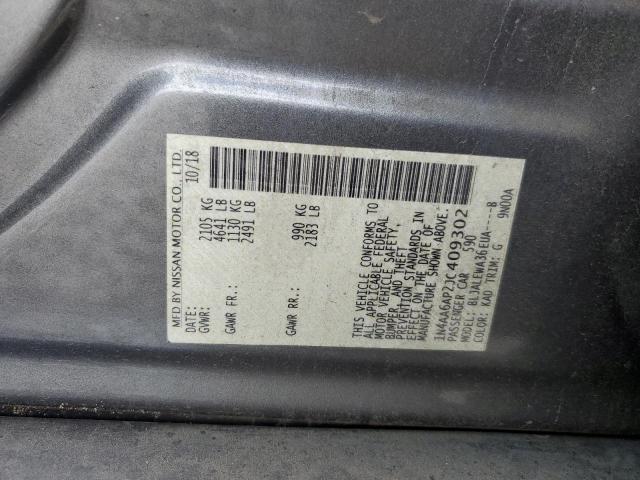 MFD BY NISSAN MOTOR CO., LTD.
DATE: 10/18
GVWR: 2105 KG
4641 LB
GAWR FR.: 1130 KG
2491 LB
GAWR RR.: 990 KG
2183 LB
THIS VEHICLE CONFORMS TO
ALL APPLICABLE FEDERAL
MOTOR VEHICLE SAFETY,
BUMPER, AND THEFT
PREVENTION STANDARDS IN
EFFECT ON THE DATE OF
MANUFACTURE SHOWN ABOVE:
1N4AA6AP2JC409302
PASSENGER CAR 590
MODEL: BLJALEWA36EUA----B
COLOR: KAD TRIM: G 9N00A